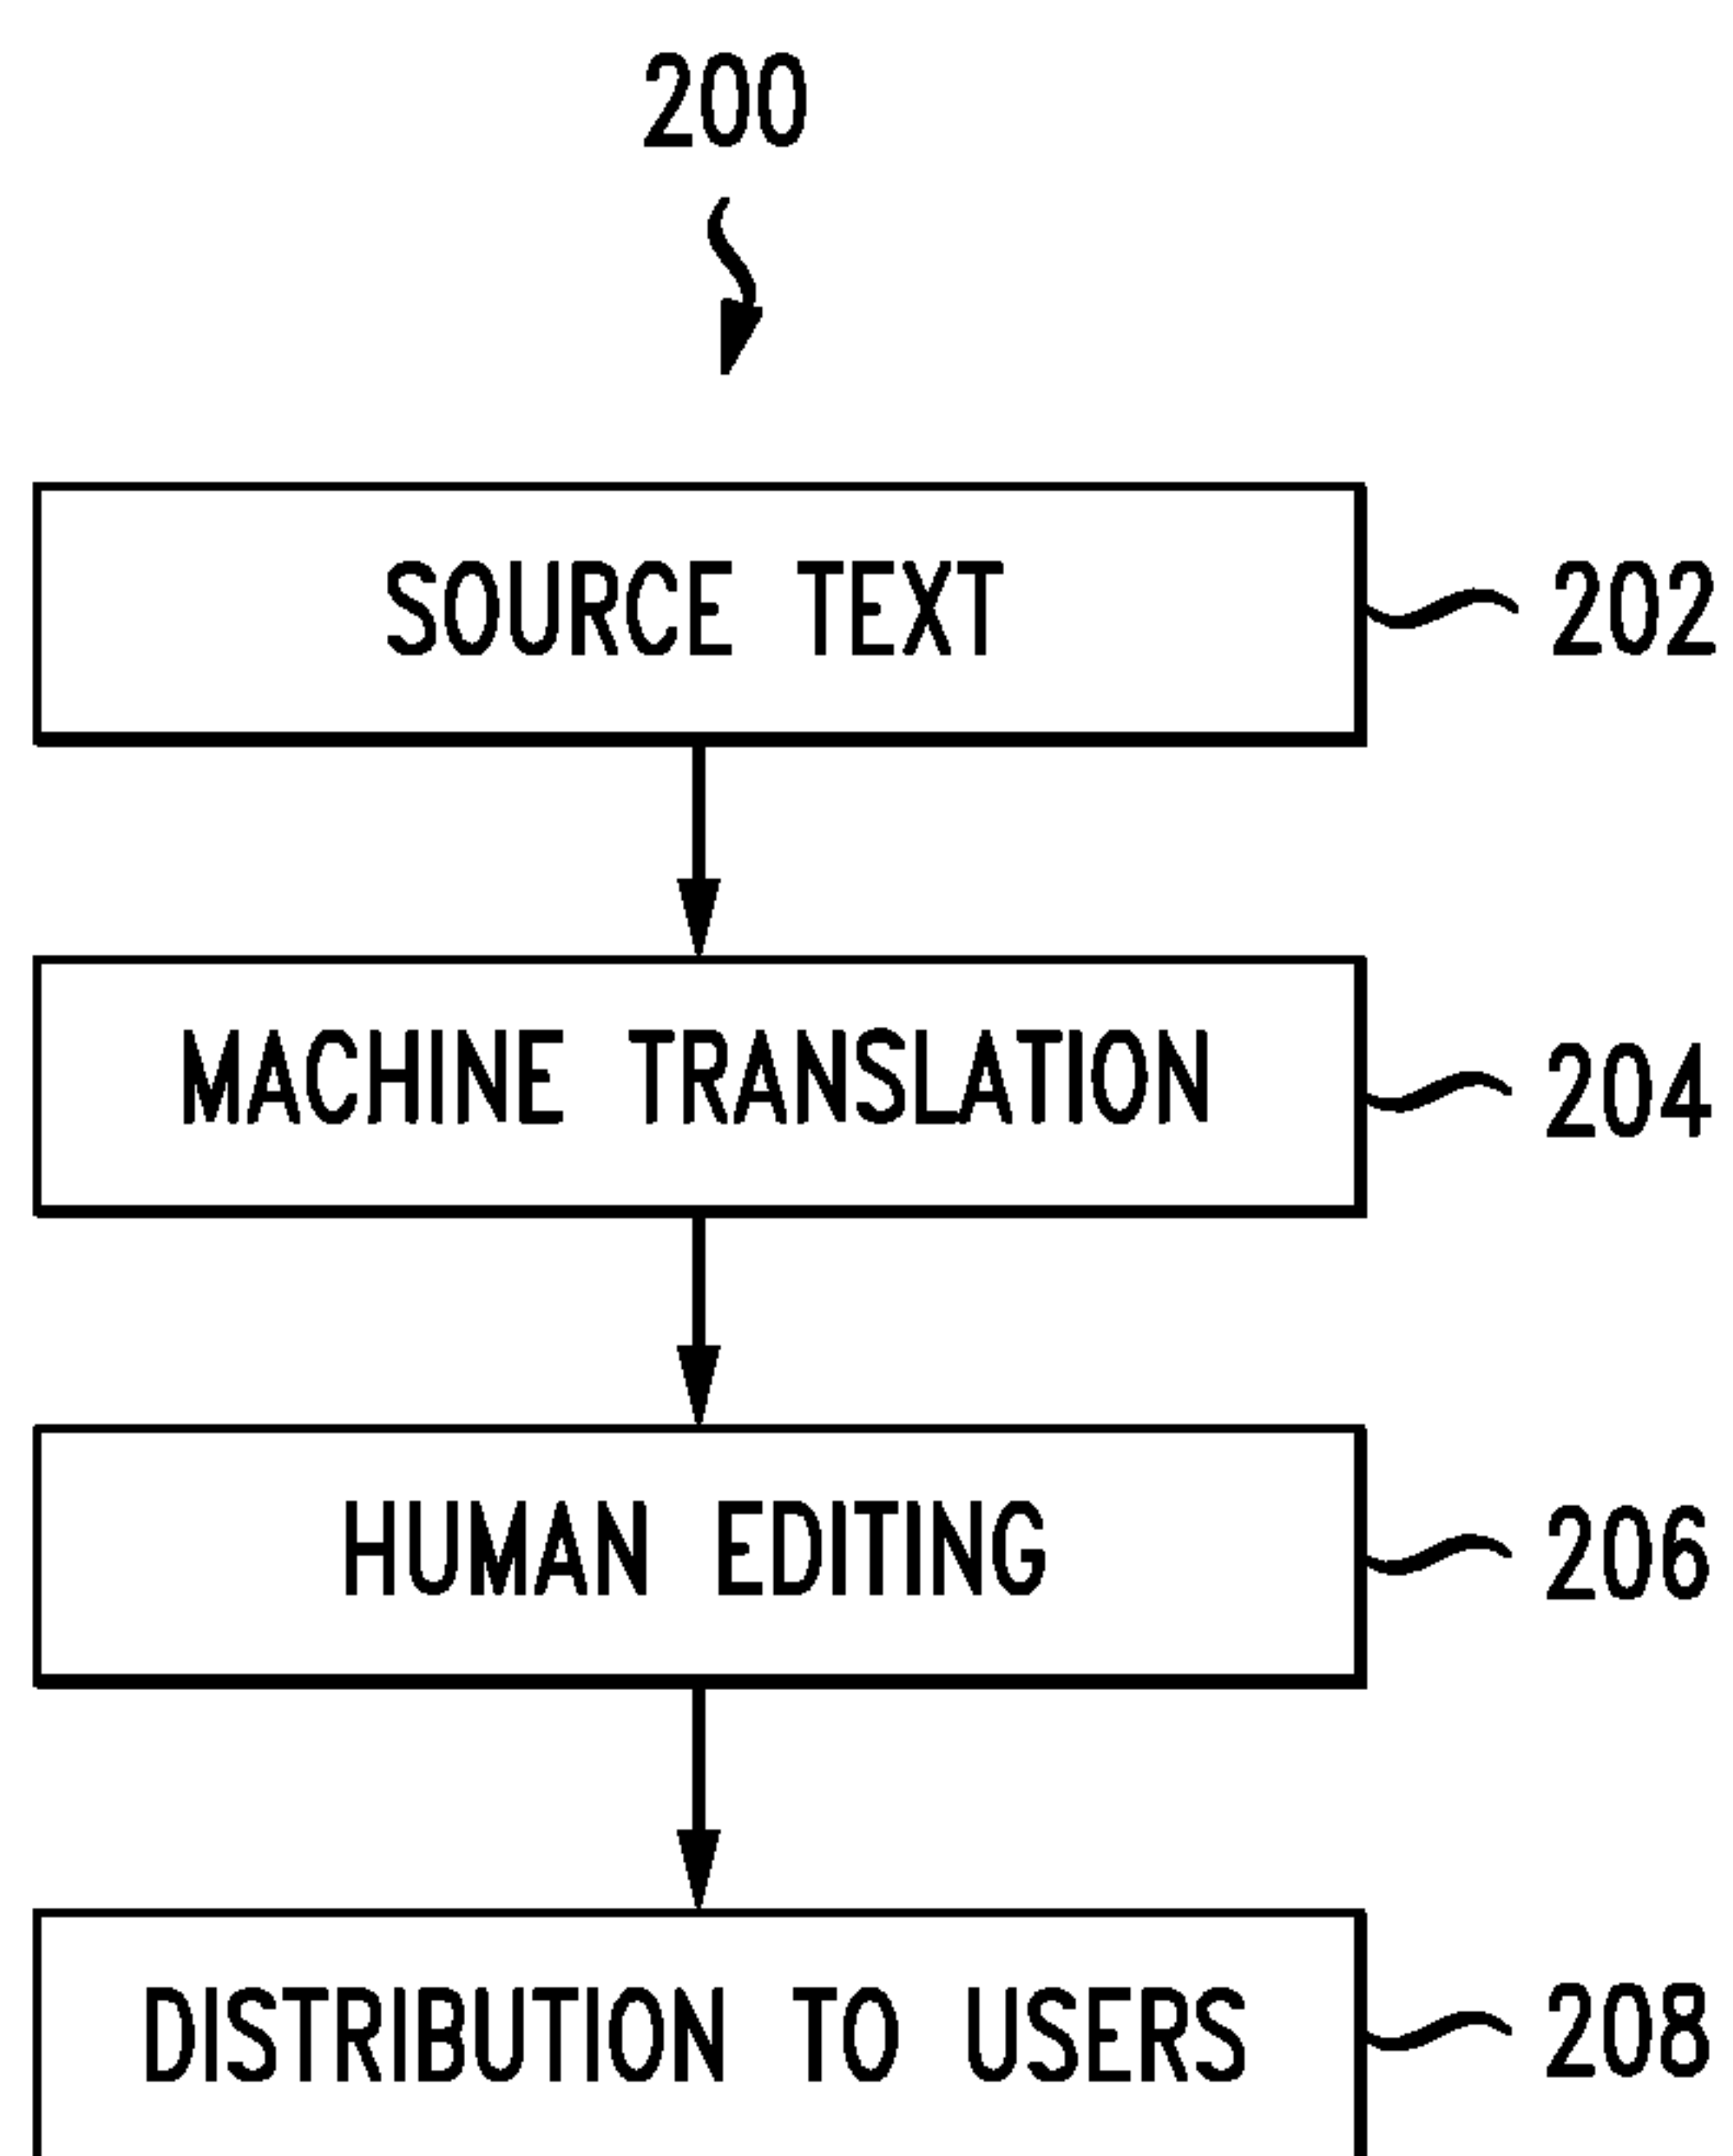 200
SOURCE TEXT 202
MACHINE TRANSLATION 204
HUMAN EDITING 206
DISTRIBUTION TO USERS 208